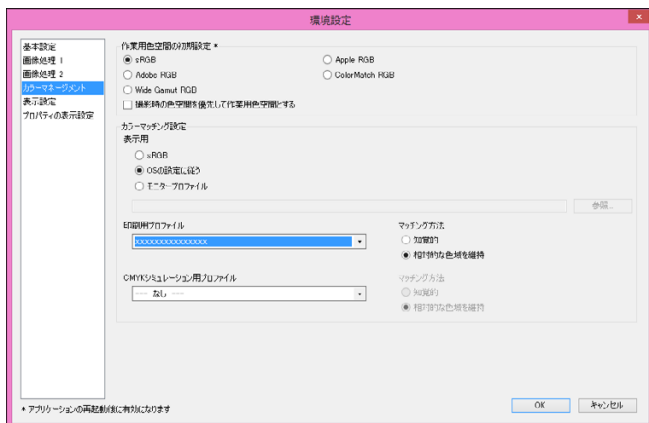 環境設定
基本設定
画像処理 1
画像処理 2
カラーマネージメント
表示設定
プロパティの表示設定
作業用色空間の初期設定 *
sRGB
Apple RGB
Adobe RGB
ColorMatch RGB
Wide Gamut RGB
撮影時の色空間を優先して作業用色空間とする
カラーマッチング設定
表示用
sRGB
OSの設定に従う
モニタープロファイル
参照...
印刷用プロファイル
マッチング方法
xxxxxxxxxxxxxxx
知覚的
相対的な色域を維持
CMYKシミュレーション用プロファイル
マッチング方法
--- なし ---
知覚的
相対的な色域を維持
* アプリケーションの再起動後に有効になります
OK
キャンセル